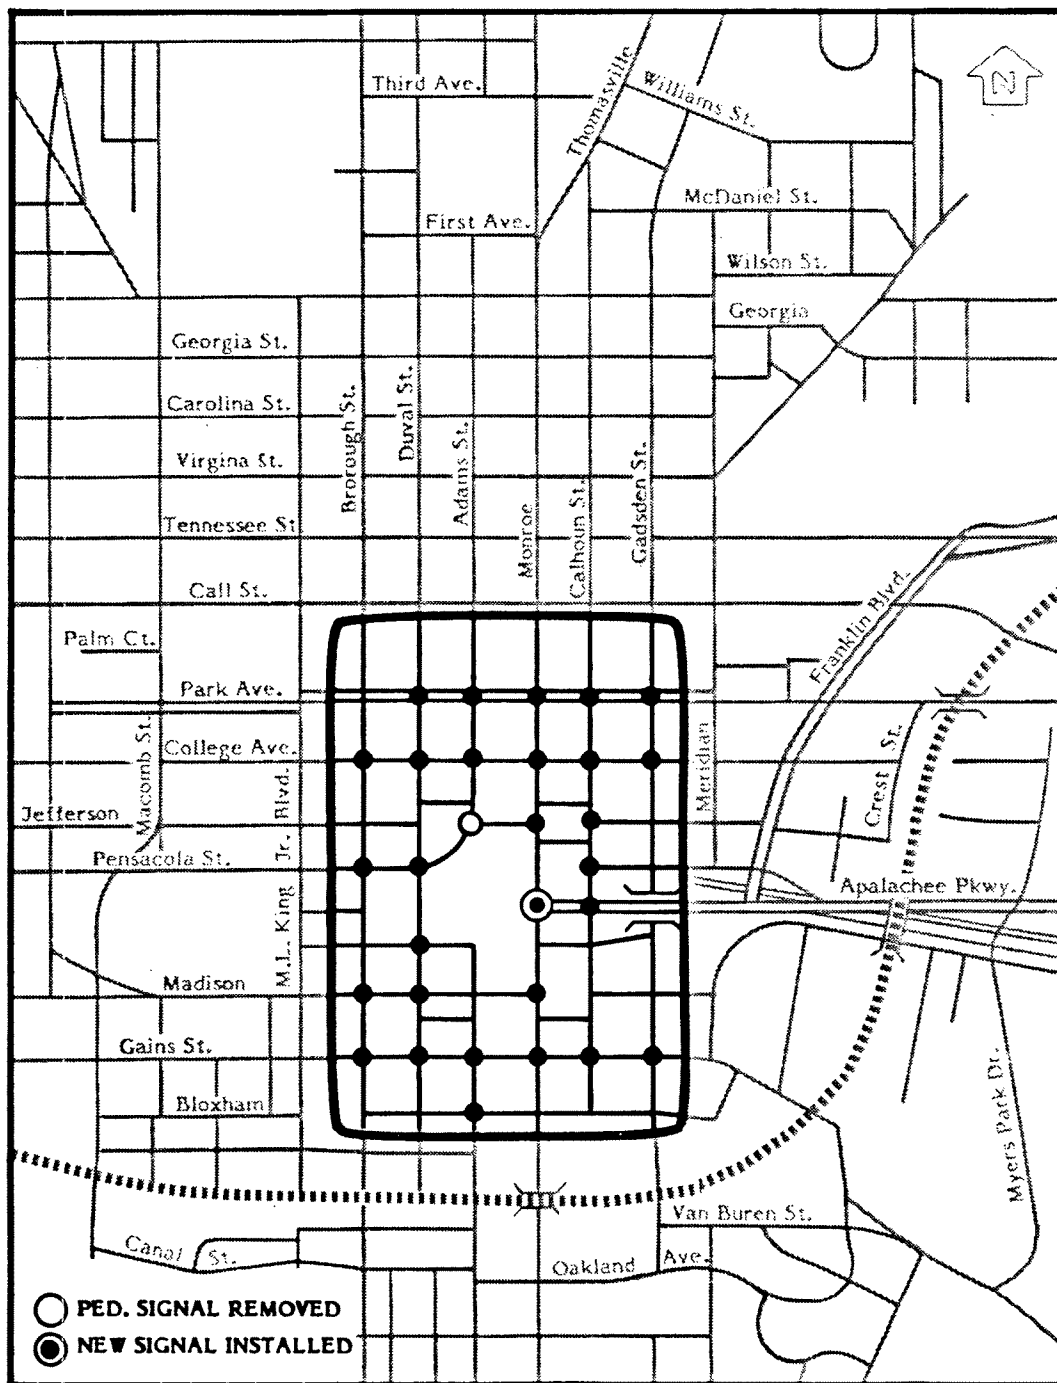 N
Third Ave.
Thomasville
Williams St.
McDaniel St.
First Ave.
Wilson St.
Georgia
Georgia St.
Carolina St.
Brorough St.
Duval St.
Adams St.
Virgina St.
Gadsden St.
Tennessee St
Monroe
Calhoun St.
Call St.
Franklin Blvd.
Palm Ct.
Park Ave.
Macomb St.
College Ave.
Meridian
Crest St.
Jefferson
M.L. King Jr. Blvd.
Pensacola St.
Apalachee Pkwy.
Madison
Gains St.
Bloxham
Myers Park Dr.
Van Buren St.
Canal St.
Oakland Ave.
PED. SIGNAL REMOVED
NEW SIGNAL INSTALLED